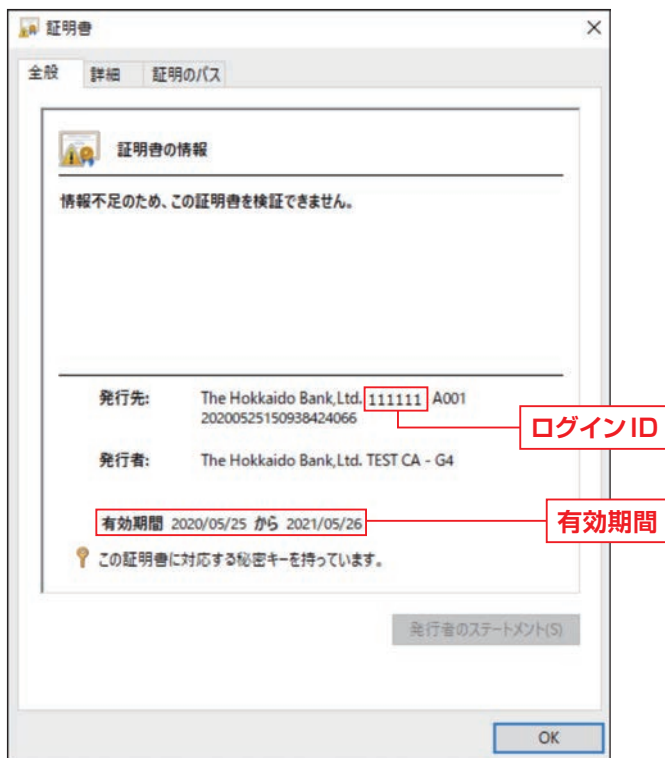 証明書
全般 詳細 証明のパス
証明書の情報
情報不足のため、この証明書を検証できません。
発行先: The Hokkaido Bank,Ltd. 111111 A001
20200525150938424066
ログインID
発行者: The Hokkaido Bank,Ltd. TEST CA - G4
有効期間 2020/05/25 から 2021/05/26
有効期間
この証明書に対応する秘密キーを持っています。
発行者のステートメント(S)
OK